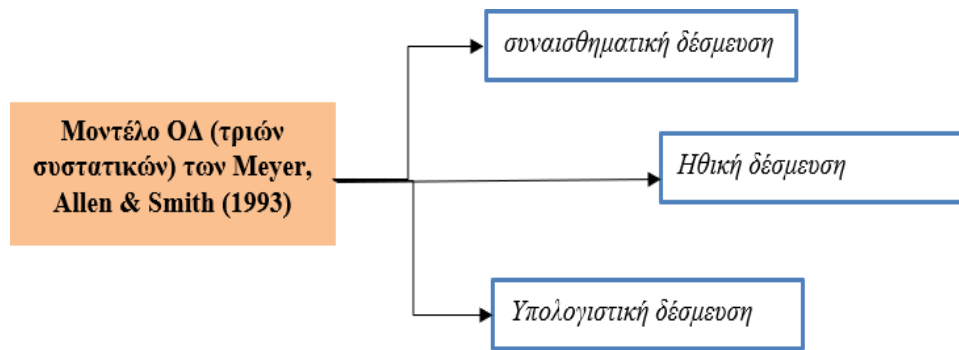 συναισθηματική δέσμευση
Μοντέλο ΟΔ (τριών
συστατικών) των Meyer,
Allen & Smith (1993)
Ηθική δέσμευση
Υπολογιστική δέσμευση